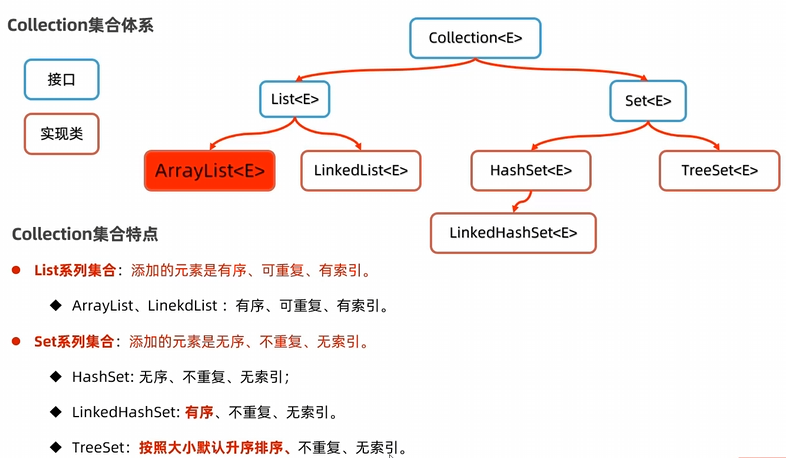 Collection集合体系
Collection<E>
接口
List<E>
Set<E>
实现类
ArrayList<E>
LinkedList<E>
HashSet<E>
TreeSet<E>
LinkedHashSet<E>
Collection集合特点
● List系列集合：添加的元素是有序、可重复、有索引。
◆ ArrayList、LinekdList ：有序、可重复、有索引。
● Set系列集合：添加的元素是无序、不重复、无索引。
◆ HashSet: 无序、不重复、无索引；
◆ LinkedHashSet: 有序、不重复、无索引。
◆ TreeSet：按照大小默认升序排序、不重复、无索引。